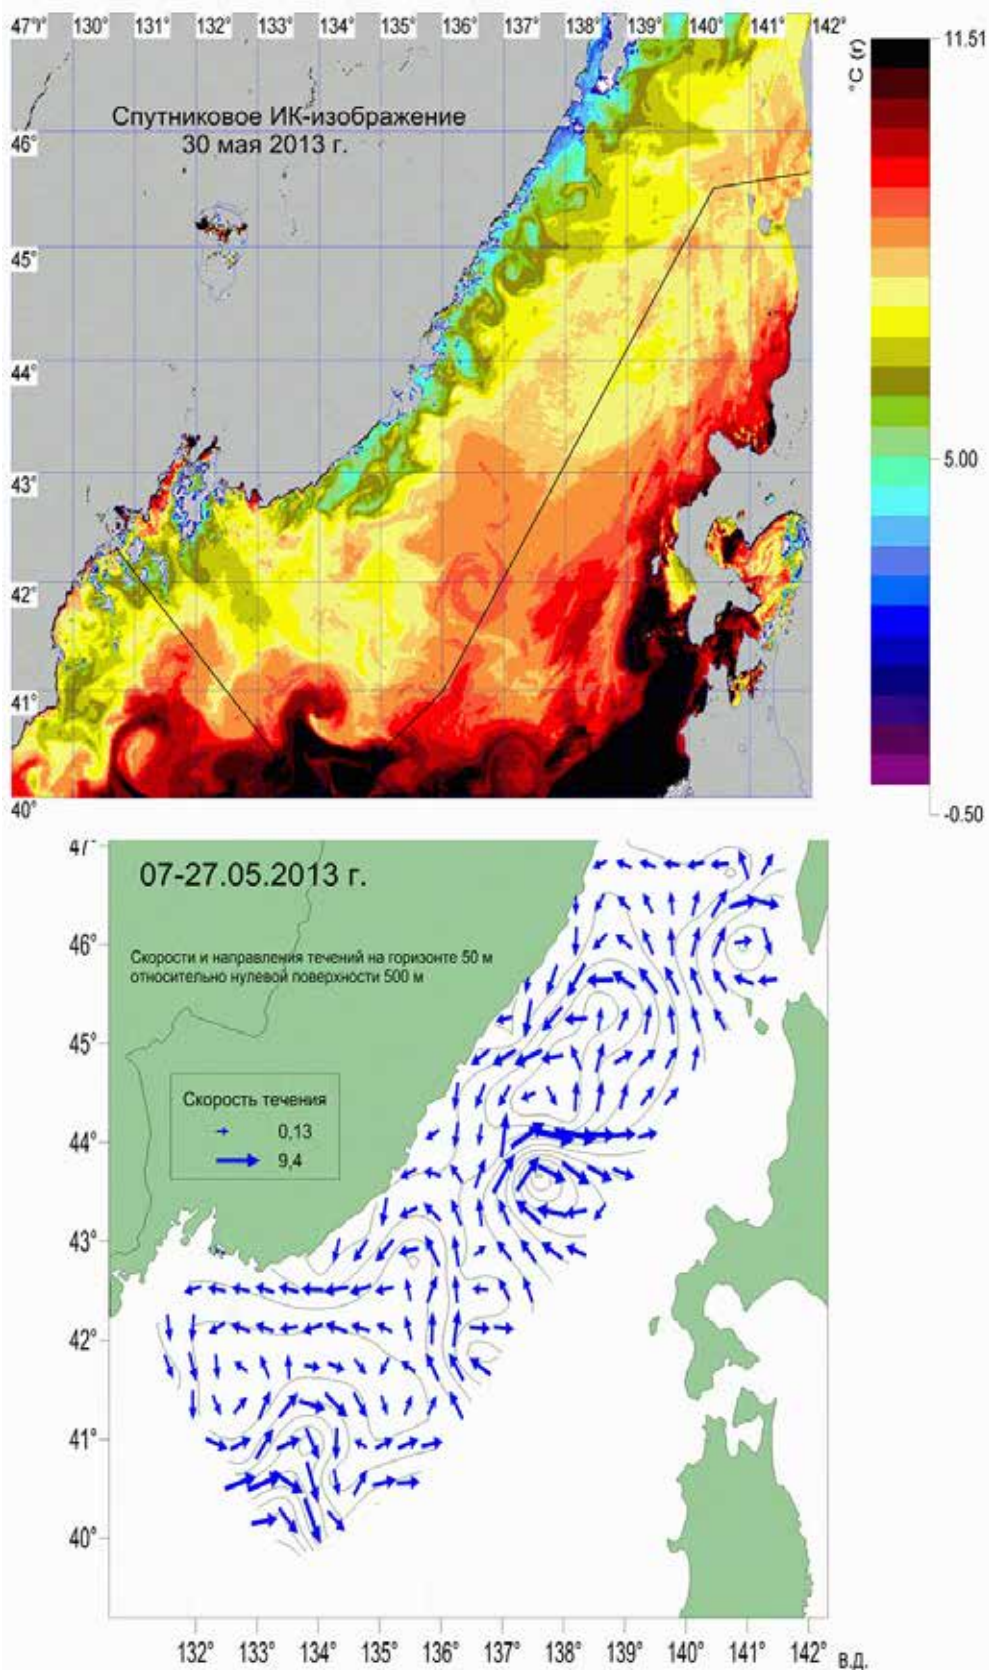 47° 130° 131° 132° 133° 134° 135° 136° 137° 138° 139° 140° 141° 142°
11.51
°C (г)
Спутниковое ИК-изображение
30 мая 2013 г.
46°
45°
44°
43°
5.00
42°
41°
40°
-0.50
47°
07-27.05.2013 г.
46°
Скорости и направления течений на горизонте 50 м
относительно нулевой поверхности 500 м
45°
Скорость течения
0,13
9,4
44°
43°
42°
41°
40°
132° 133° 134° 135° 136° 137° 138° 139° 140° 141° 142° В.Д.